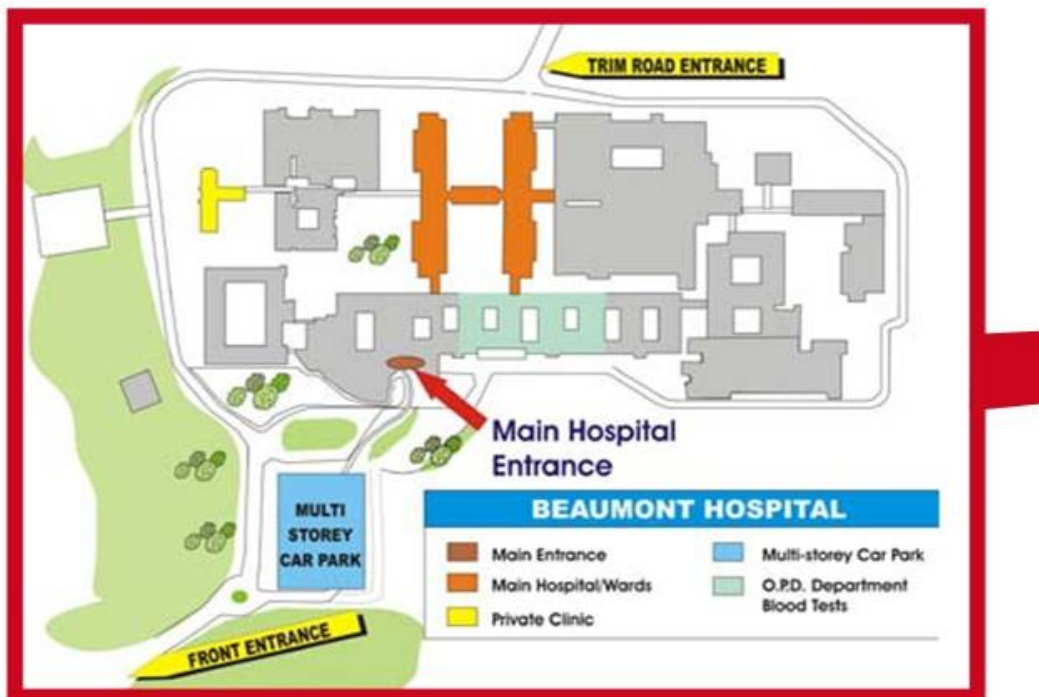 TRIM ROAD ENTRANCE
Main Hospital
Entrance
MULTI
STOREY
CAR PARK
FRONT ENTRANCE
BEAUMONT HOSPITAL
Main Entrance
Main Hospital/Wards
Private Clinic
Multi-storey Car Park
O.P.D. Department
Blood Tests